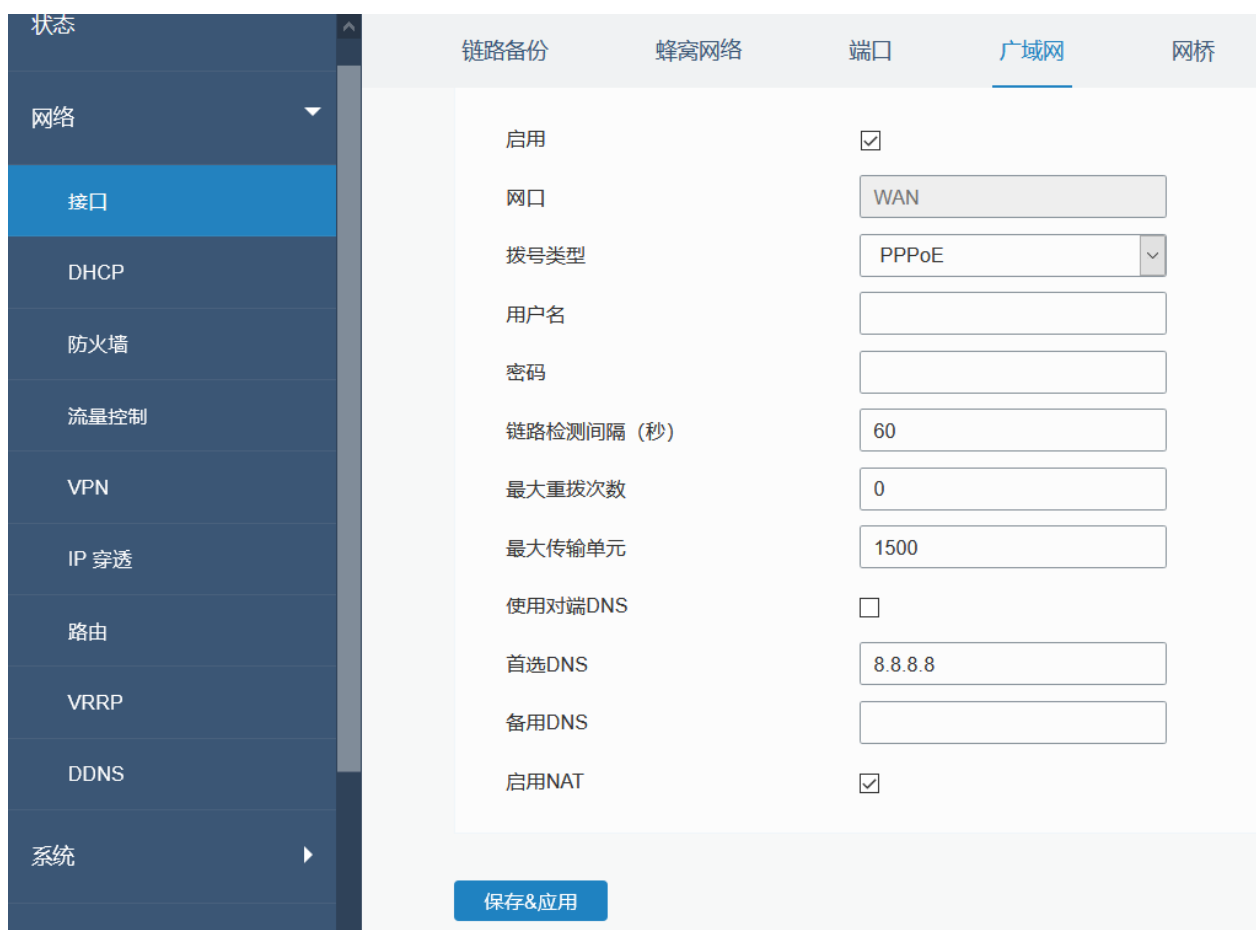 状态
网络
接口
DHCP
防火墙
流量控制
VPN
IP 穿透
路由
VRRP
DDNS
系统
链路备份 蜂窝网络 端口 广域网 网桥
启用
网口 WAN
拨号类型 PPPoE
用户名
密码
链路检测间隔（秒） 60
最大重拨次数 0
最大传输单元 1500
使用对端DNS
首选DNS 8.8.8.8
备用DNS
启用NAT
保存&应用